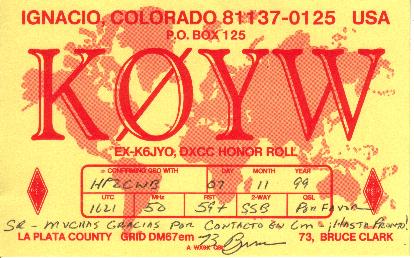 IGNACIO, COLORADO 81137-0125 USA
P.O. BOX 125
KØYW
EX-K6JYO, DXCC HONOR ROLL
CONFIRMING QSO WITH DAY MONTH YEAR
HP2CWB 07 11 99
UTC MHz RST 2-WAY QSL
1621 50 59+ SSB Por FAVOR
SR - MUCHAS GRACIAS POR CONTACTO EN 6m - ¡HASTA PRONTO!
LA PLATA COUNTY GRID DM67em 73, BRUCE CLARK